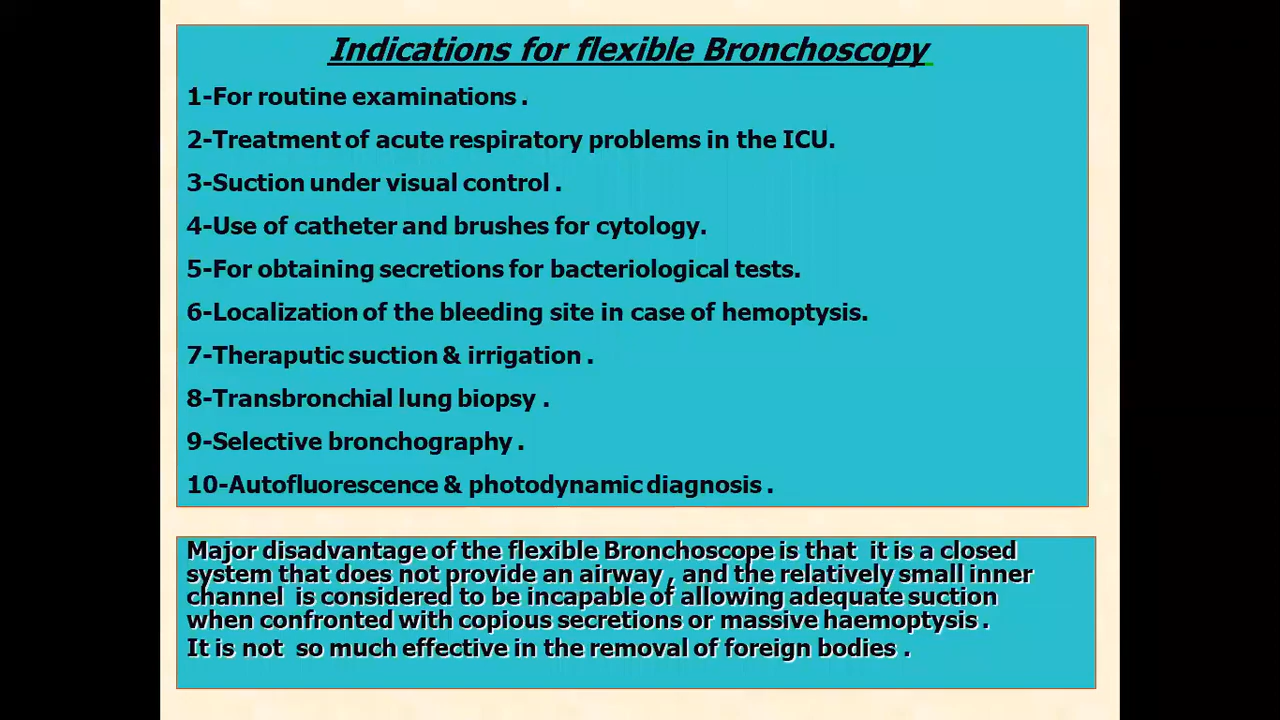 Indications for flexible Bronchoscopy
1-For routine examinations .
2-Treatment of acute respiratory problems in the ICU.
3-Suction under visual control .
4-Use of catheter and brushes for cytology.
5-For obtaining secretions for bacteriological tests.
6-Localization of the bleeding site in case of hemoptysis.
7-Theraputic suction & irrigation .
8-Transbronchial lung biopsy .
9-Selective bronchography .
10-Autofluorescence & photodynamic diagnosis .
Major disadvantage of the flexible Bronchoscope is that it is a closed
system that does not provide an airway , and the relatively small inner
channel is considered to be incapable of allowing adequate suction
when confronted with copious secretions or massive haemoptysis .
It is not so much effective in the removal of foreign bodies .